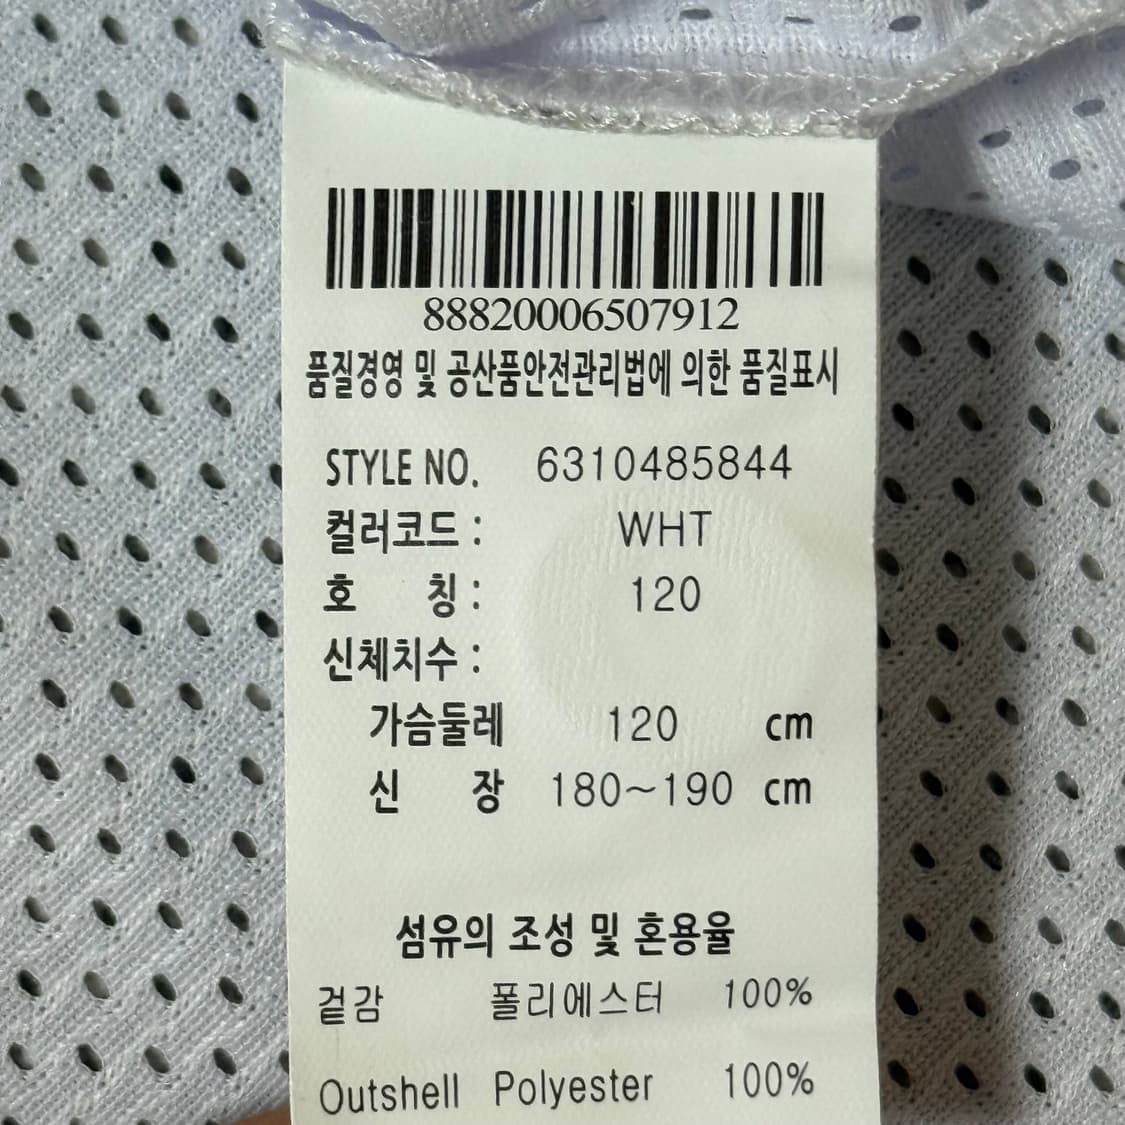 88820006507912
품질경영 및 공산품안전관리법에 의한 품질표시
STYLE NO. 6310485844
컬러코드 : WHT
호 칭 : 120
신체치수 :
가슴둘레 120 cm
신 장 180~190 cm
섬유의 조성 및 혼용율
겉감 폴리에스터 100%
Outshell Polyester 100%